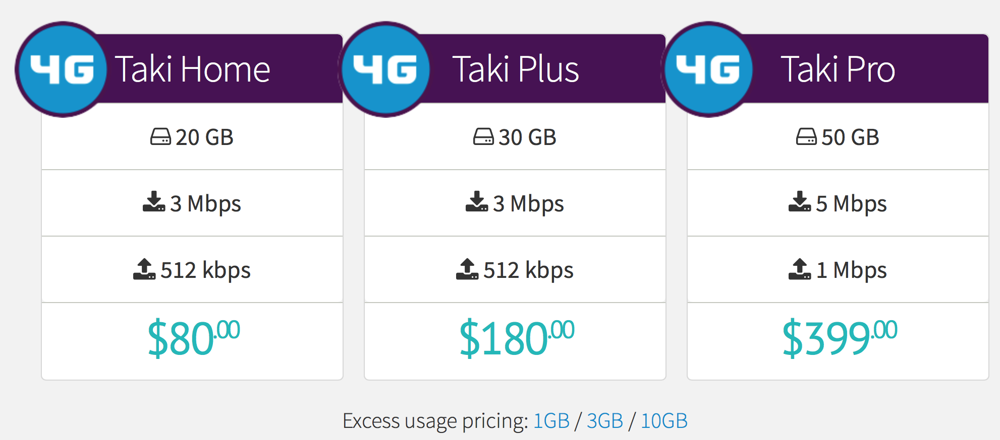 4G Taki Home
20 GB
3 Mbps
512 kbps
$80.00
4G Taki Plus
30 GB
3 Mbps
512 kbps
$180.00
4G Taki Pro
50 GB
5 Mbps
1 Mbps
$399.00
Excess usage pricing: 1GB / 3GB / 10GB